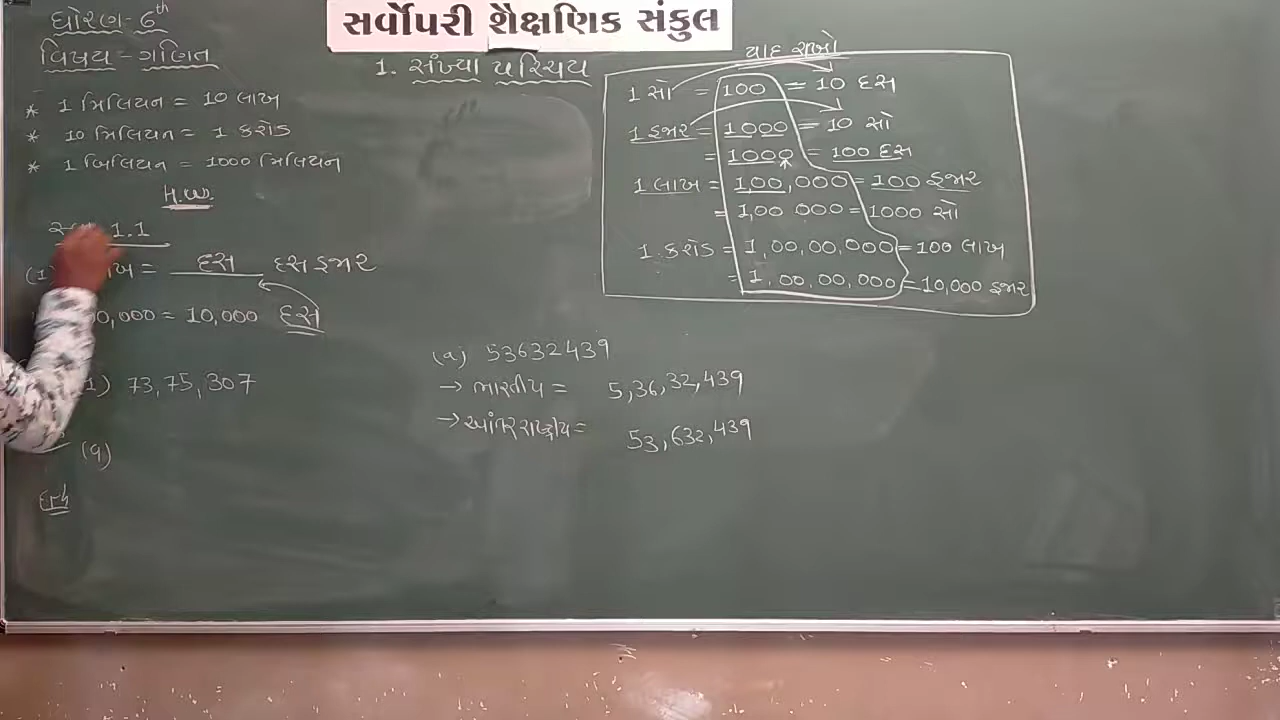 સર્વોપરી શૈક્ષણિક સંકુલ
ધોરણ-6th
વિષય-ગણિત
1. સંખ્યા પરિચય
* 1 મિલિયન = 10 લાખ
* 10 મિલિયન = 1 કરોડ
* 1 બિલિયન = 1000 મિલિયન
H.W.
1.1
(1) = દસ દસ હજાર
0,000 = 10,000 દસ
1) 73,75,307
(9)
યાદ રાખો
1 સો = 100 = 10 દસ
1 હજાર = 1000 = 10 સો
= 1000 = 100 દસ
1 લાખ = 1,00,000 = 100 હજાર
= 1,00 000 = 1000 સો
1 કરોડ = 1,00,00,000 = 100 લાખ
= 1,00,00,000 = 10,000 હજાર
(a) 53632439
→ ભારતીય = 5,36,32,439
→ આંતરરાષ્ટ્રીય = 53,632,439